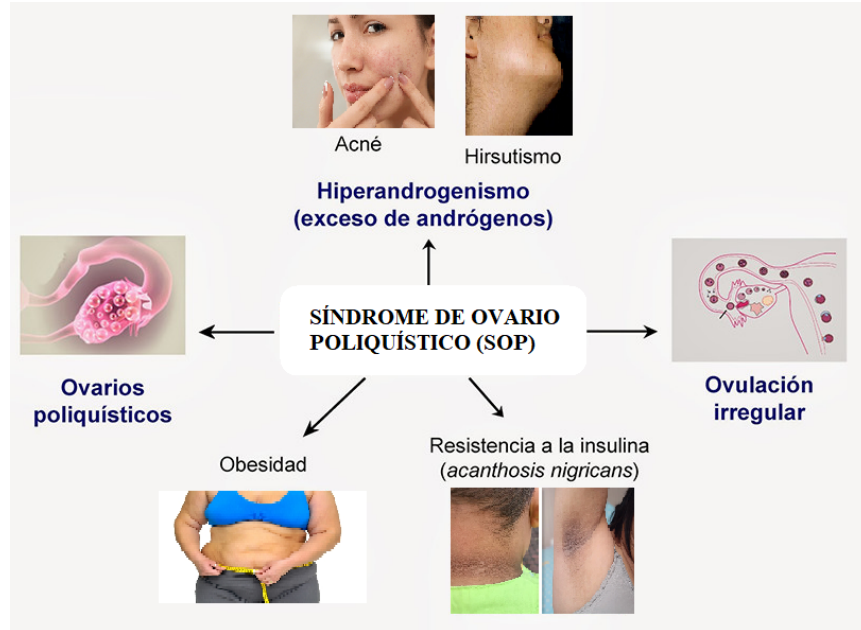 Acné
Hirsutismo
Hiperandrogenismo
(exceso de andrógenos)
SÍNDROME DE OVARIO
POLIQUÍSTICO (SOP)
Ovarios
poliquísticos
Ovulación
irregular
Obesidad
Resistencia a la insulina
(acanthosis nigricans)